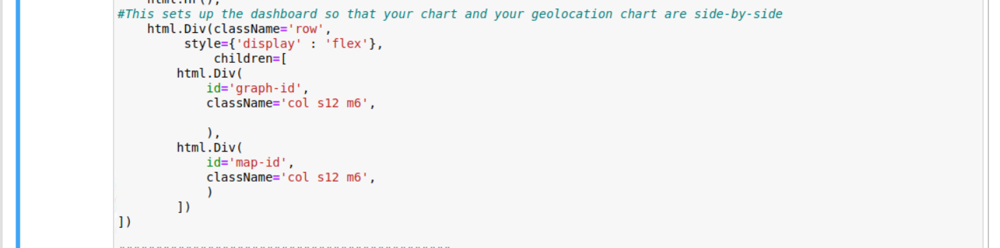 #This sets up the dashboard so that your chart and your geolocation chart are side-by-side
    html.Div(className='row',
         style={'display' : 'flex'},
             children=[
        html.Div(
            id='graph-id',
            className='col s12 m6',

            ),
        html.Div(
            id='map-id',
            className='col s12 m6',
            )
        ])
])